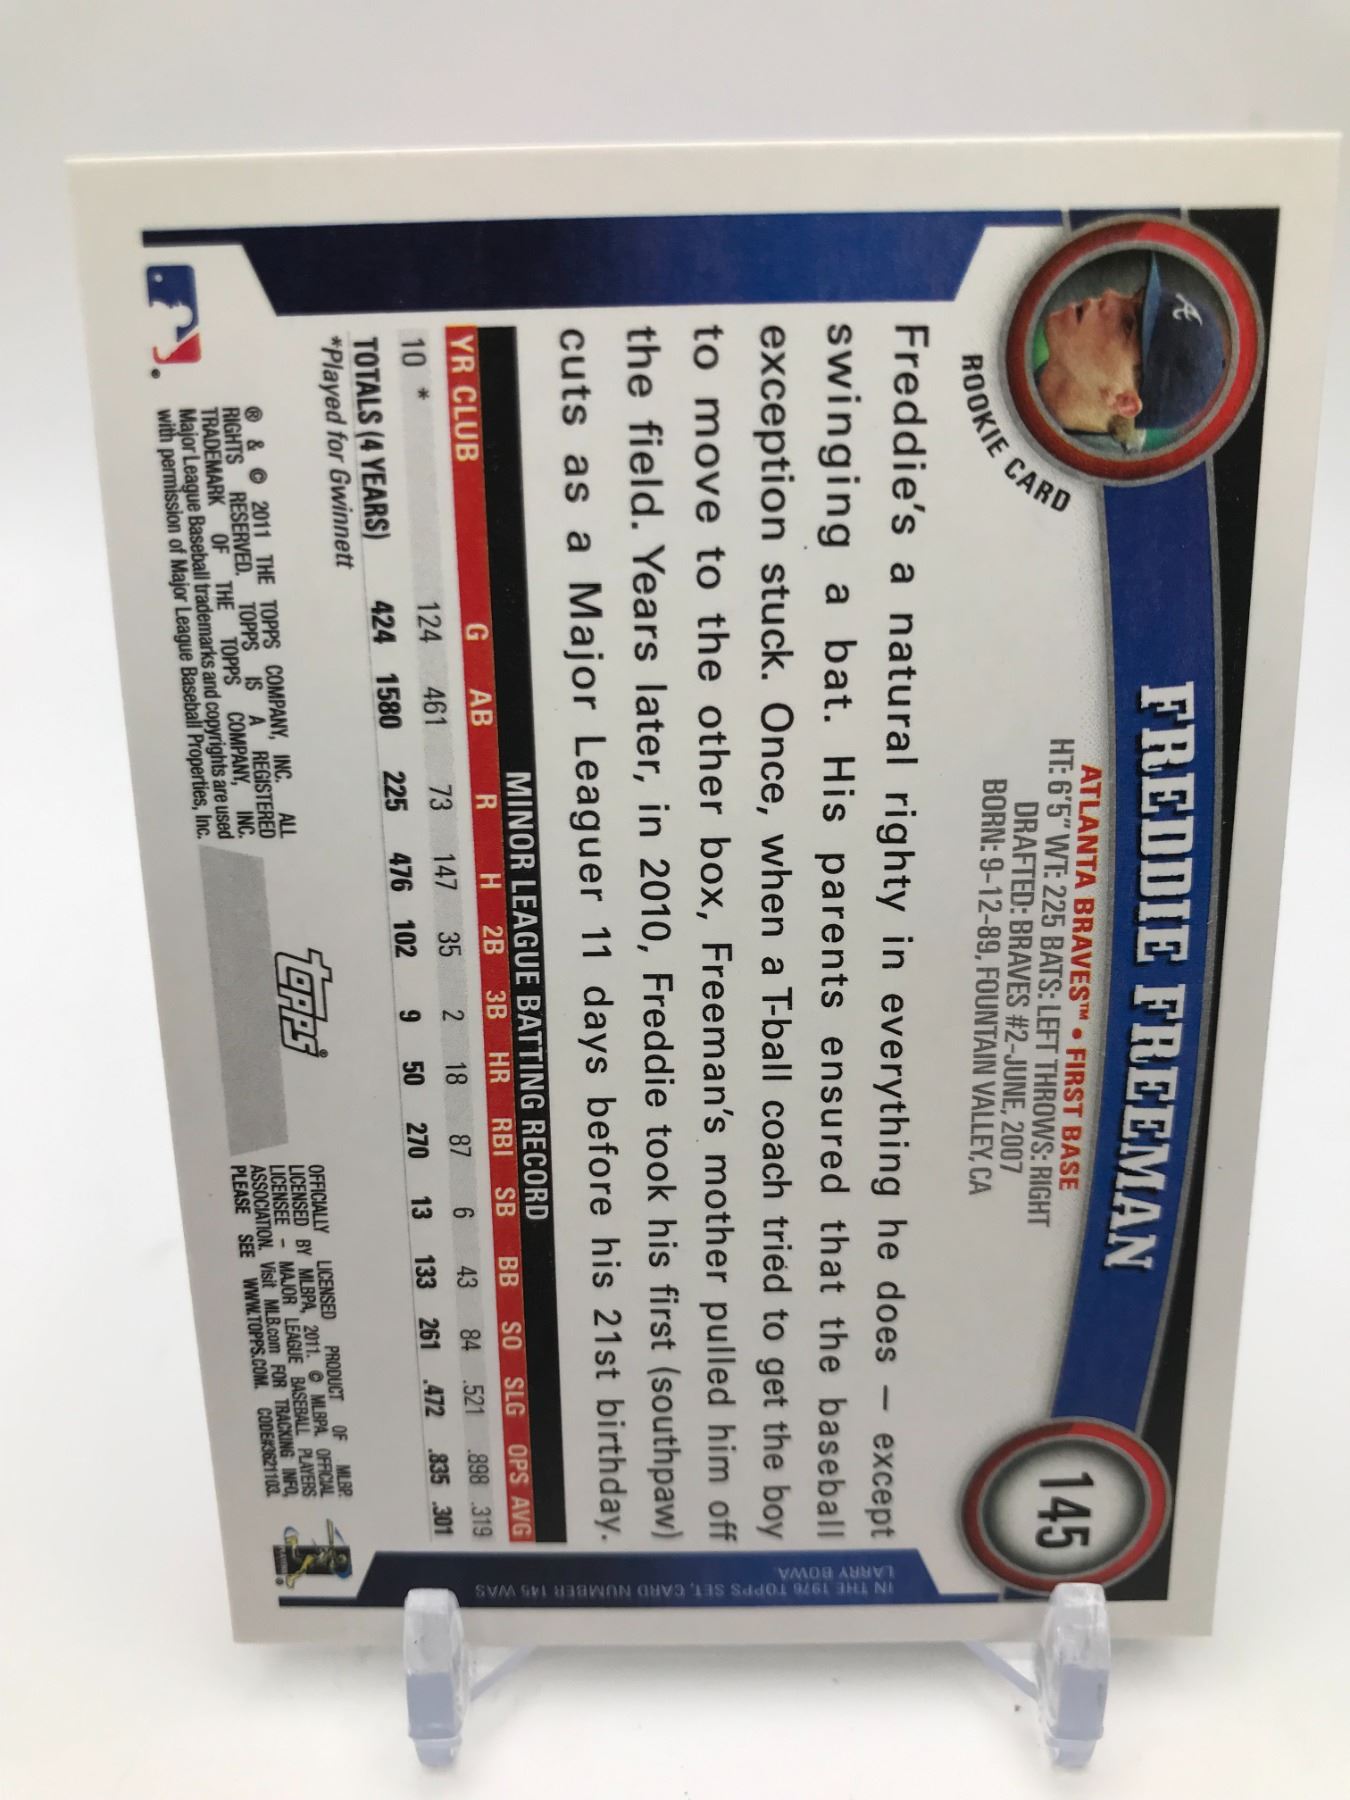 FREDDIE FREEMAN
145
ATLANTA BRAVES™ • FIRST BASE
HT: 6'5" WT: 225 BATS: LEFT THROWS: RIGHT
DRAFTED: BRAVES #2-JUNE, 2007
BORN: 9-12-89, FOUNTAIN VALLEY, CA
A
ROOKIE CARD
Freddie's a natural righty in everything he does — except
swinging a bat. His parents ensured that the baseball
exception stuck. Once, when a T-ball coach tried to get the boy
to move to the other box, Freeman's mother pulled him off
the field. Years later, in 2010, Freddie took his first (southpaw)
cuts as a Major Leaguer 11 days before his 21st birthday.
MINOR LEAGUE BATTING RECORD
YR CLUB G AB R H 2B 3B HR RBI SB BB SO SLG OPS AVG
10 * 124 461 73 147 35 2 18 87 6 43 84 .521 .898 .319
TOTALS (4 YEARS) 424 1580 225 476 102 9 50 270 13 133 261 .472 .835 .301
*Played for Gwinnett
IN THE 1976 TOPPS SET, CARD NUMBER 145 WAS
LARRY BOWA.
® & © 2011 THE TOPPS COMPANY, INC. ALL
RIGHTS RESERVED. TOPPS IS A REGISTERED
TRADEMARK OF THE TOPPS COMPANY, INC.
Major League Baseball trademarks and copyrights are used
with permission of Major League Baseball Properties, Inc.
topps®
OFFICIALLY LICENSED PRODUCT OF MLBP.
LICENSED BY MLBPA, 2011. © MLBPA. OFFICIAL
LICENSEE – MAJOR LEAGUE BASEBALL PLAYERS
ASSOCIATION. Visit MLB.com FOR TRACKING INFO,
PLEASE SEE WWW.TOPPS.COM. CODE#3621103.